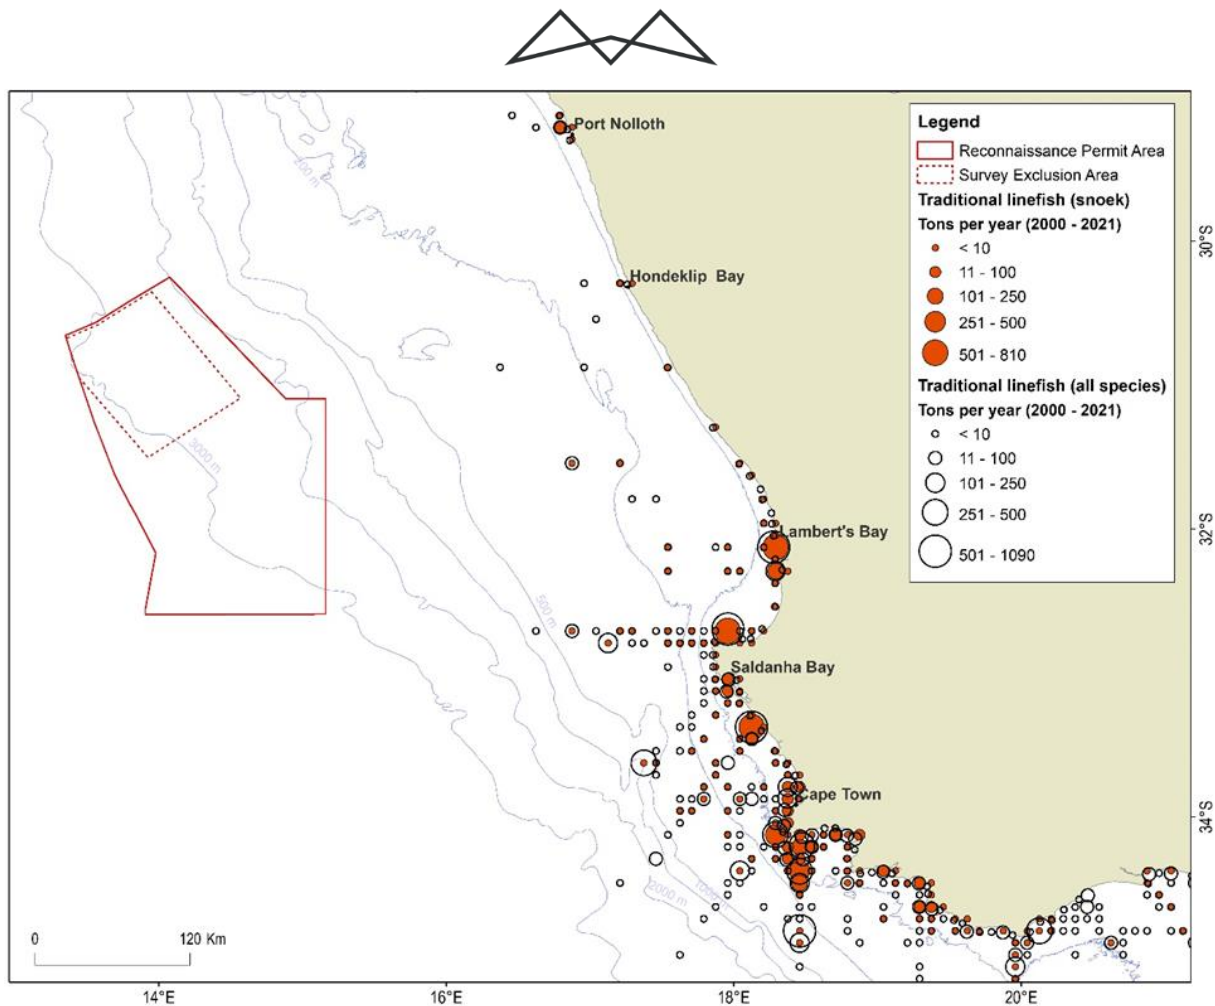 Port Nolloth
Hondeklip Bay
Lambert's Bay
Saldanha Bay
Cape Town
200 m
3000 m
500 m
2000 m
Legend
Reconnaissance Permit Area
Survey Exclusion Area
Traditional linefish (snoek)
Tons per year (2000 - 2021)
< 10
11 - 100
101 - 250
251 - 500
501 - 810
Traditional linefish (all species)
Tons per year (2000 - 2021)
< 10
11 - 100
101 - 250
251 - 500
501 - 1090
30°S
32°S
34°S
0 120 Km
14°E 16°E 18°E 20°E